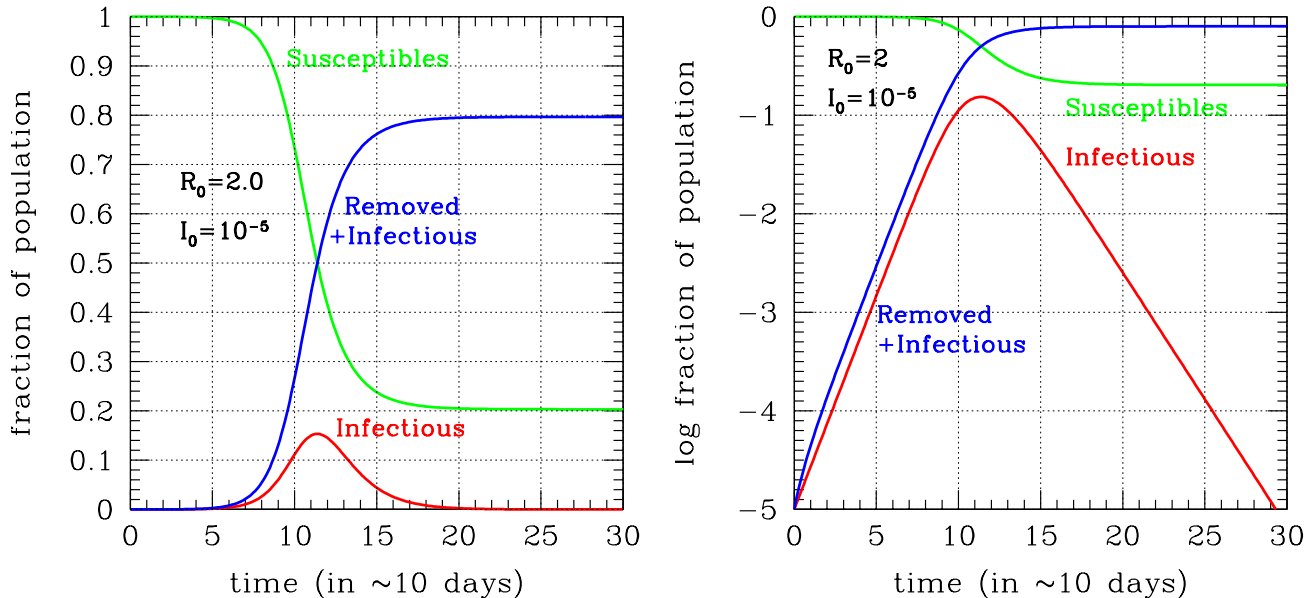 1
0.9
0.8
0.7
0.6
0.5
0.4
0.3
0.2
0.1
0
fraction of population
Susceptibles
R₀=2.0
I₀=10⁻⁵
Removed
+Infectious
Infectious
0 5 10 15 20 25 30
time (in ~10 days)
0
−1
−2
−3
−4
−5
log fraction of population
R₀=2
I₀=10⁻⁵
Susceptibles
Infectious
Removed
+Infectious
0 5 10 15 20 25 30
time (in ~10 days)